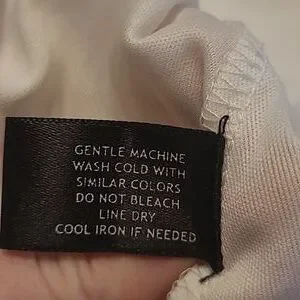 GENTLE MACHINE
WASH COLD WITH
SIMILAR COLORS
DO NOT BLEACH
LINE DRY
COOL IRON IF NEEDED